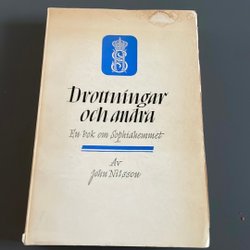 Drottningar
och andra
En bok om Sophiahemmet
Av
John Nilsson